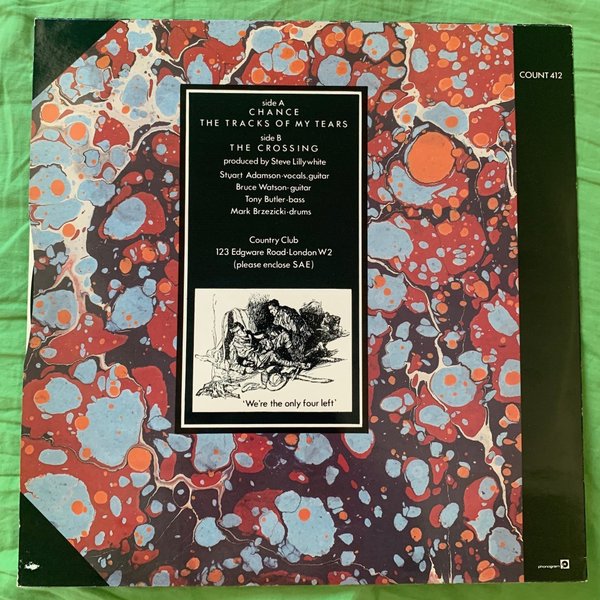 COUNT 412
side A
CHANCE
THE TRACKS OF MY TEARS
side B
THE CROSSING
produced by Steve Lillywhite
Stuart Adamson-vocals, guitar
Bruce Watson-guitar
Tony Butler-bass
Mark Brzezicki-drums
Country Club
123 Edgware Road-London W2
(please enclose SAE)
'We're the only four left'
phonogram